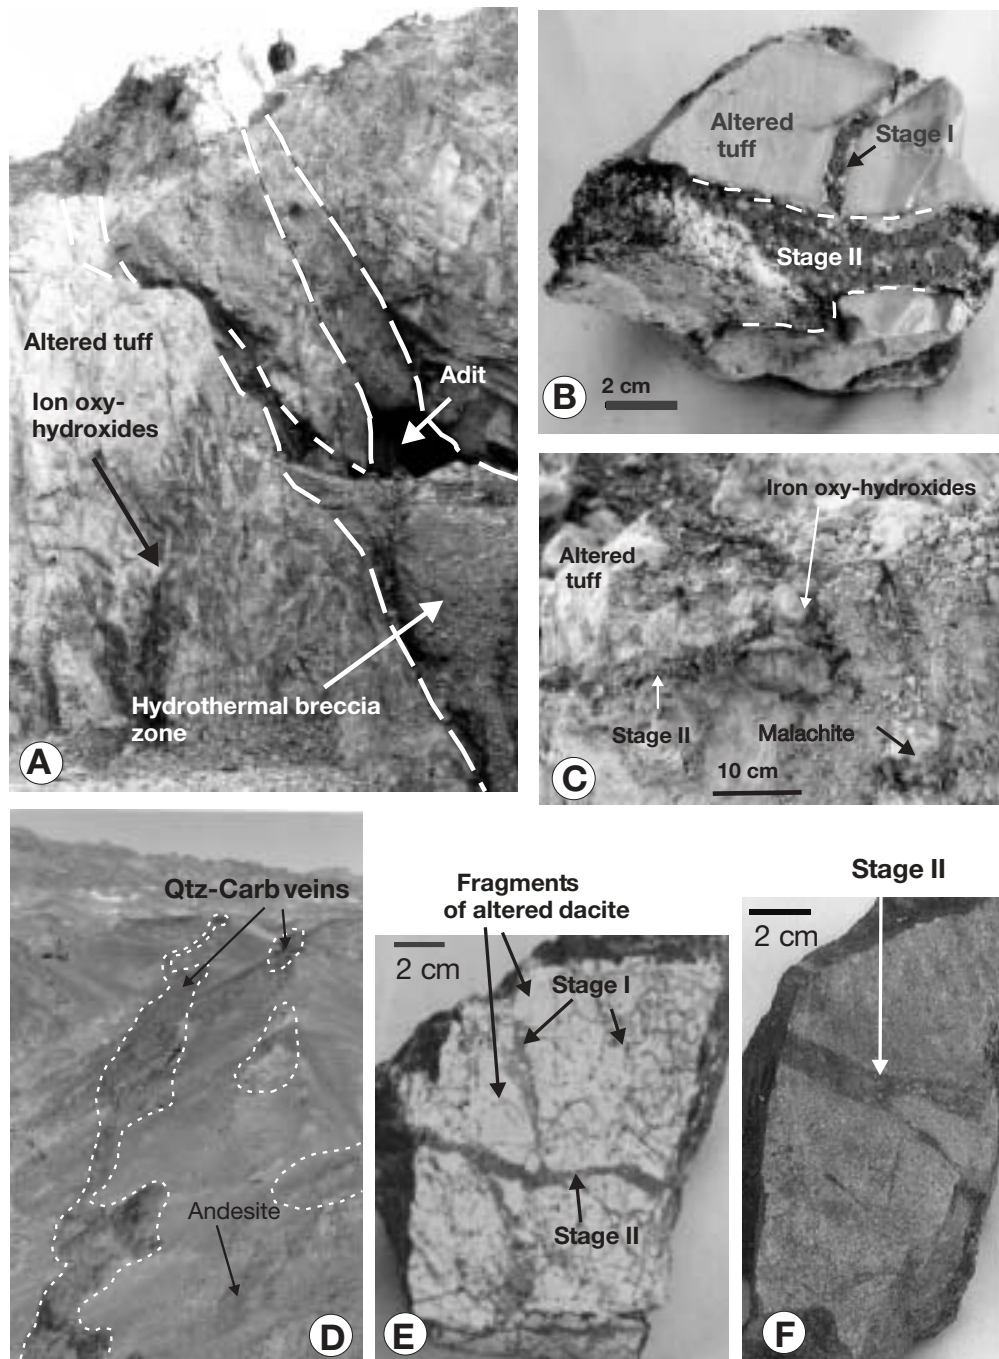 Altered tuff
Ion oxy-
hydroxides
Adit
Hydrothermal breccia
zone
A
Altered
tuff
Stage I
Stage II
B
2 cm
Iron oxy-hydroxides
Altered
tuff
Stage II
Malachite
10 cm
C
Qtz-Carb veins
Andesite
D
Fragments
of altered dacite
2 cm
Stage I
Stage II
E
Stage II
2 cm
F